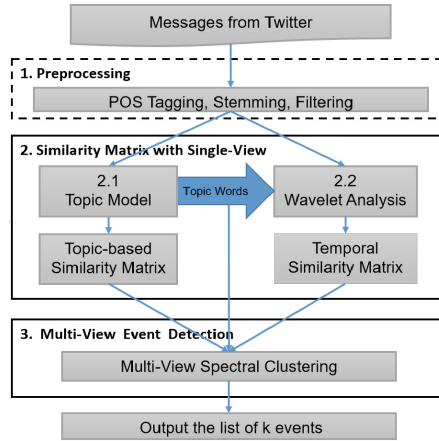 Messages from Twitter
1. Preprocessing
POS Tagging, Stemming, Filtering
2. Similarity Matrix with Single-View
2.1
Topic Model
Topic Words
2.2
Wavelet Analysis
Topic-based
Similarity Matrix
Temporal
Similarity Matrix
3. Multi-View Event Detection
Multi-View Spectral Clustering
Output the list of k events